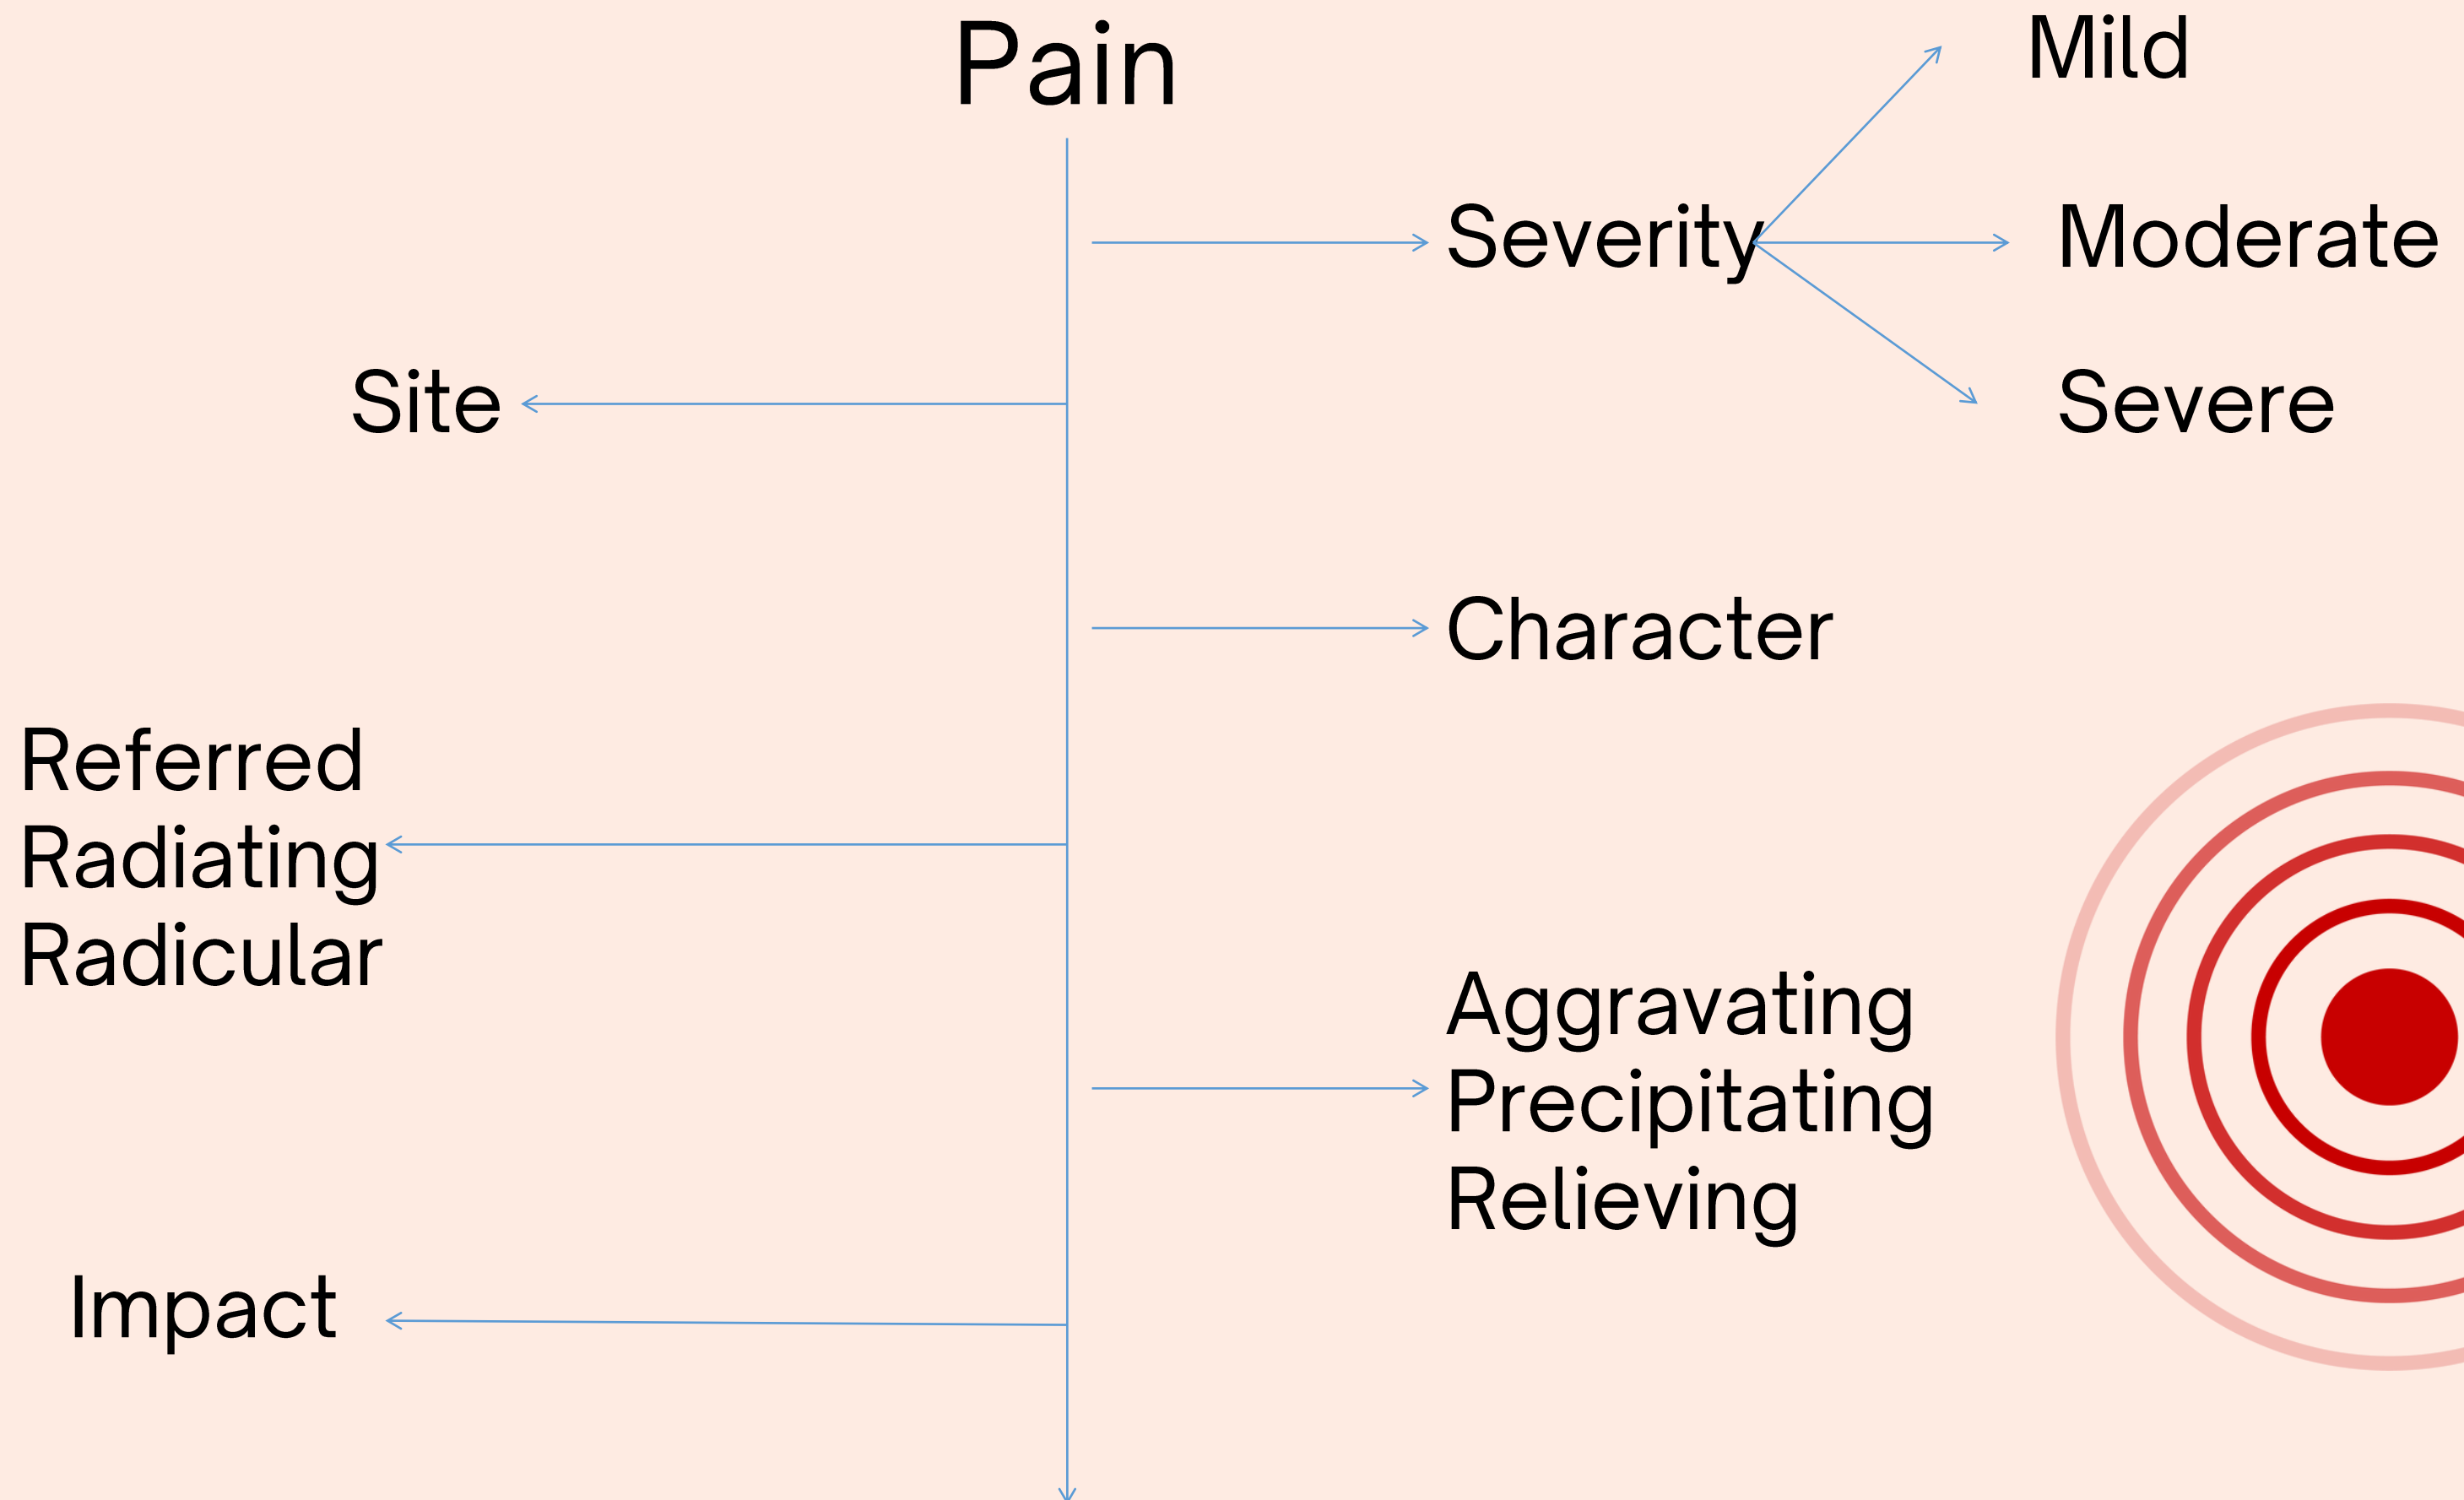 Pain
Mild
Severity
Moderate
Site
Severe
Character
Referred
Radiating
Radicular
Aggravating
Precipitating
Relieving
Impact